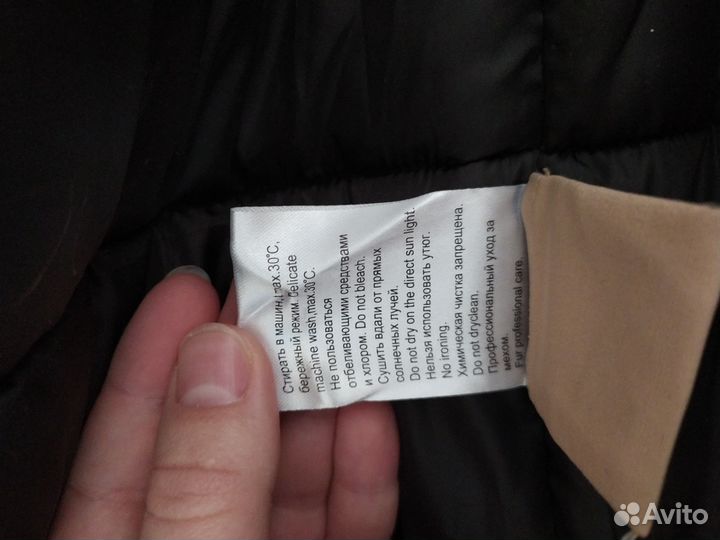 Стирать в машин,max.30°C,
бережный режим. Delicate
machine wash,max.30°C.
Не пользоваться
отбеливающими средствами
и хлором. Do not bleach.
Сушить вдали от прямых
солнечных лучей.
Do not dry on the direct sun light.
Нельзя использовать утюг.
No ironing.
Химическая чистка запрещена.
Do not dryclean.
Профессиональный уход за
мехом.
Fur professional care.
Avito